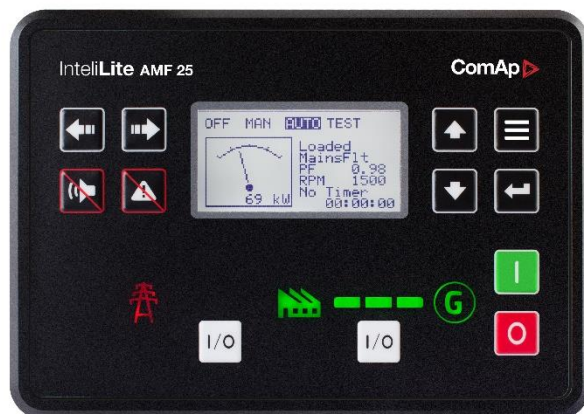 InteliLite AMF 25
ComAp
OFF MAN AUTO TEST
Loaded
MainsFlt
PF 0.98
RPM 1500
No Timer
00:00:00
69 kW
G
I
I/O
I/O
O